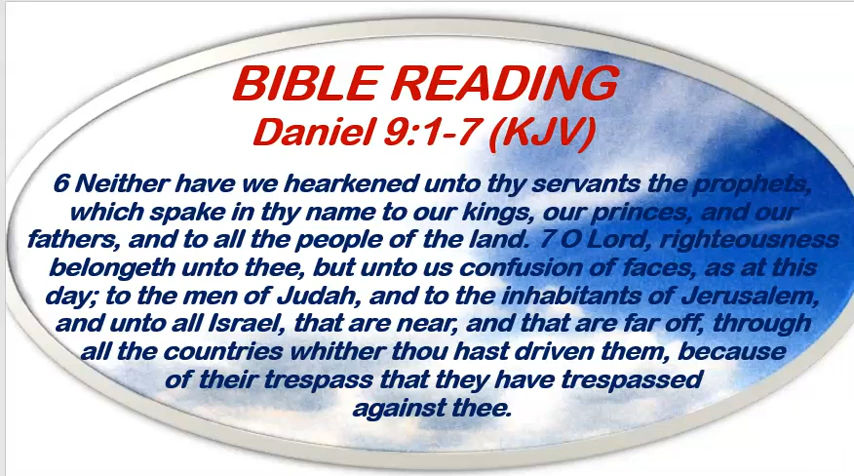 BIBLE READING
Daniel 9:1-7 (KJV)
6 Neither have we hearkened unto thy servants the prophets,
which spake in thy name to our kings, our princes, and our
fathers, and to all the people of the land. 7 O Lord, righteousness
belongeth unto thee, but unto us confusion of faces, as at this
day; to the men of Judah, and to the inhabitants of Jerusalem,
and unto all Israel, that are near, and that are far off, through
all the countries whither thou hast driven them, because
of their trespass that they have trespassed
against thee.